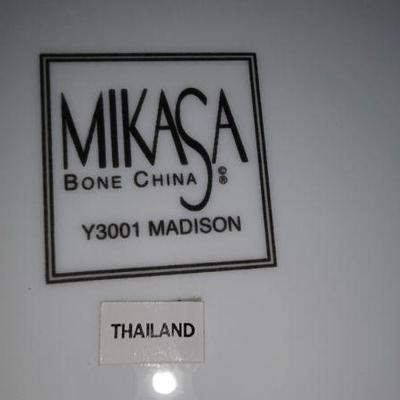 MIKASA
BONE CHINA ©®
Y3001 MADISON
THAILAND